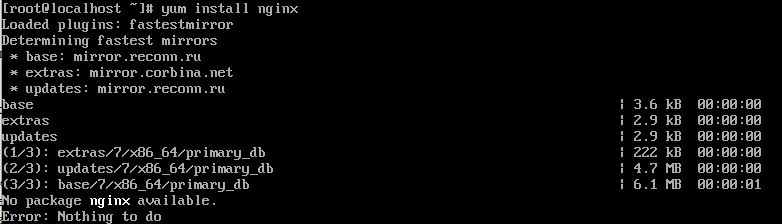 [root@localhost ~]# yum install nginx
Loaded plugins: fastestmirror
Determining fastest mirrors
 * base: mirror.reconn.ru
 * extras: mirror.corbina.net
 * updates: mirror.reconn.ru
base | 3.6 kB 00:00:00
extras | 2.9 kB 00:00:00
updates | 2.9 kB 00:00:00
(1/3): extras/7/x86_64/primary_db | 222 kB 00:00:00
(2/3): updates/7/x86_64/primary_db | 4.7 MB 00:00:00
(3/3): base/7/x86_64/primary_db | 6.1 MB 00:00:01
No package nginx available.
Error: Nothing to do